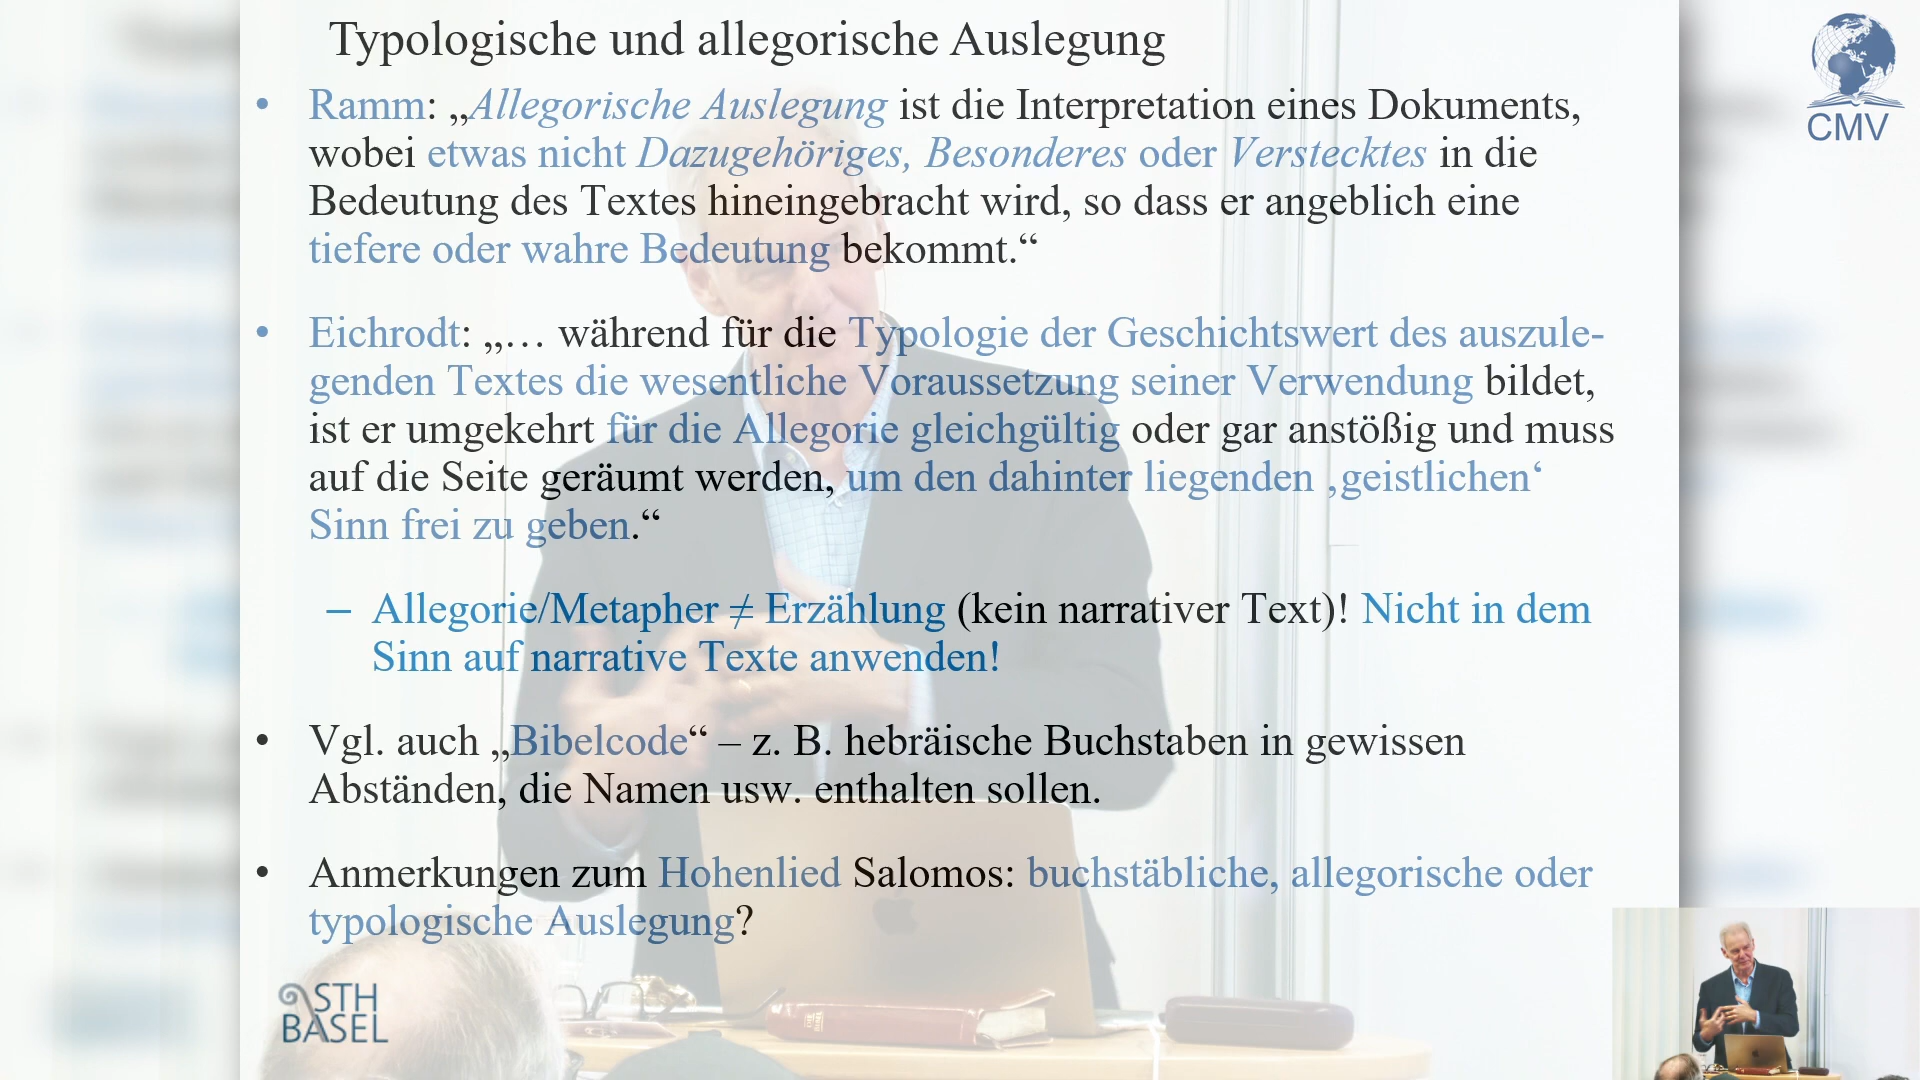 Typologische und allegorische Auslegung
• Ramm: „Allegorische Auslegung ist die Interpretation eines Dokuments,
wobei etwas nicht Dazugehöriges, Besonderes oder Verstecktes in die
Bedeutung des Textes hineingebracht wird, so dass er angeblich eine
tiefere oder wahre Bedeutung bekommt.“
• Eichrodt: „… während für die Typologie der Geschichtswert des auszule-
genden Textes die wesentliche Voraussetzung seiner Verwendung bildet,
ist er umgekehrt für die Allegorie gleichgültig oder gar anstößig und muss
auf die Seite geräumt werden, um den dahinter liegenden ‚geistlichen‘
Sinn frei zu geben.“
– Allegorie/Metapher ≠ Erzählung (kein narrativer Text)! Nicht in dem
Sinn auf narrative Texte anwenden!
• Vgl. auch „Bibelcode“ – z. B. hebräische Buchstaben in gewissen
Abständen, die Namen usw. enthalten sollen.
• Anmerkungen zum Hohenlied Salomos: buchstäbliche, allegorische oder
typologische Auslegung?
STH
BASEL
CMV